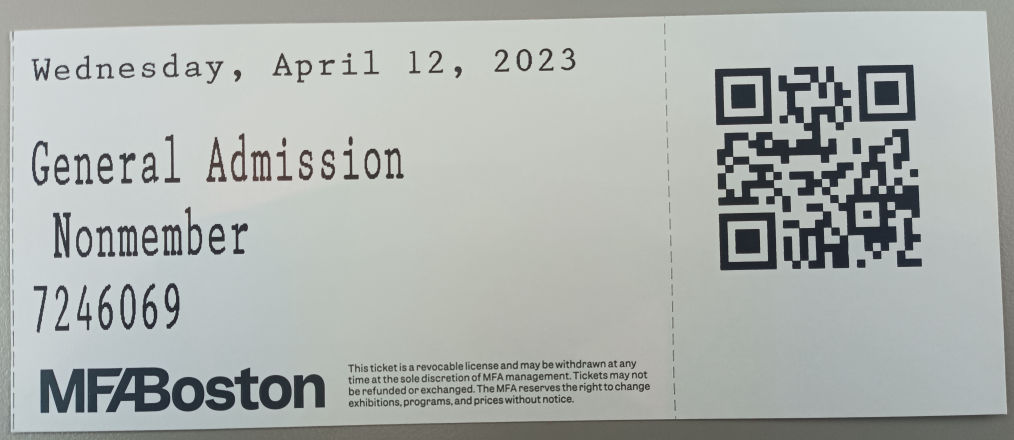 Wednesday, April 12, 2023
General Admission
Nonmember
7246069
MFABoston
This ticket is a revocable license and may be withdrawn at any
time at the sole discretion of MFA management. Tickets may not
be refunded or exchanged. The MFA reserves the right to change
exhibitions, programs, and prices without notice.